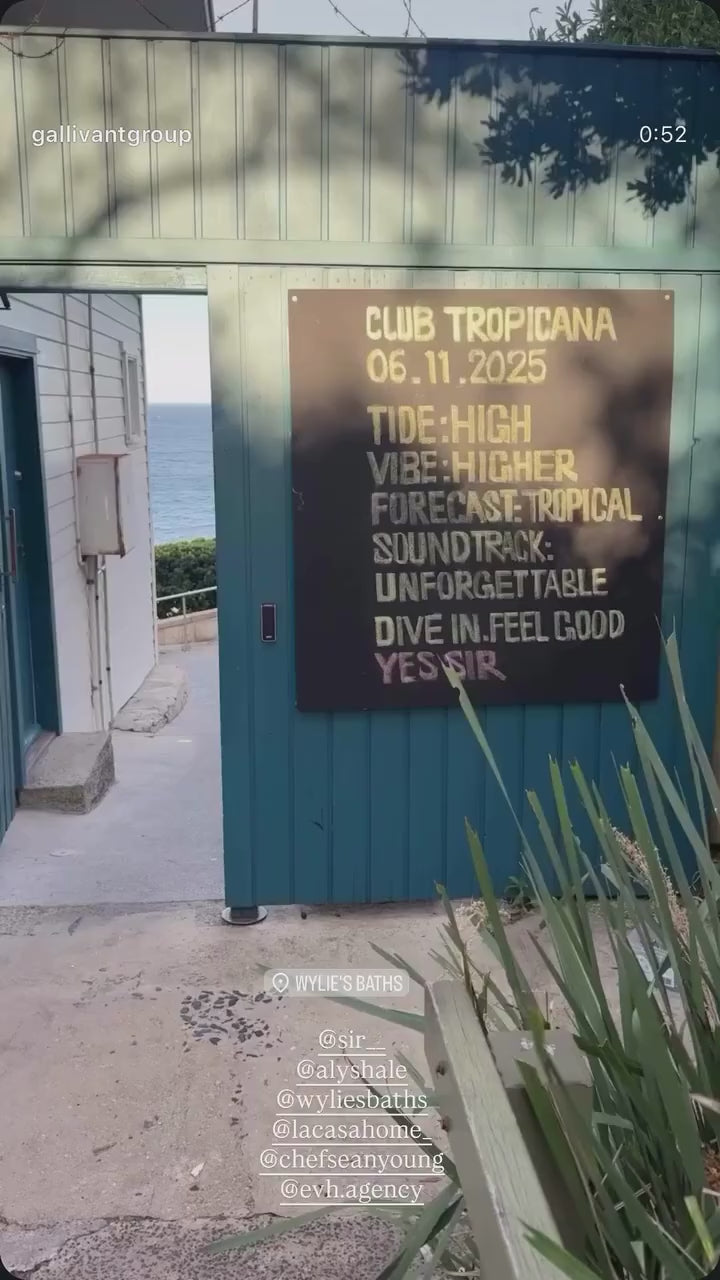 gallivantgroup
0:52
CLUB TROPICANA
06.11.2025
TIDE:HIGH
VIBE:HIGHER
FORECAST:TROPICAL
SOUNDTRACK:
UNFORGETTABLE
DIVE IN.FEEL GOOD
YES SIR
WYLIE'S BATHS
@sir__
@alyshale
@wyliesbaths
@lacasahome_
@chefseanyoung
@evh.agency